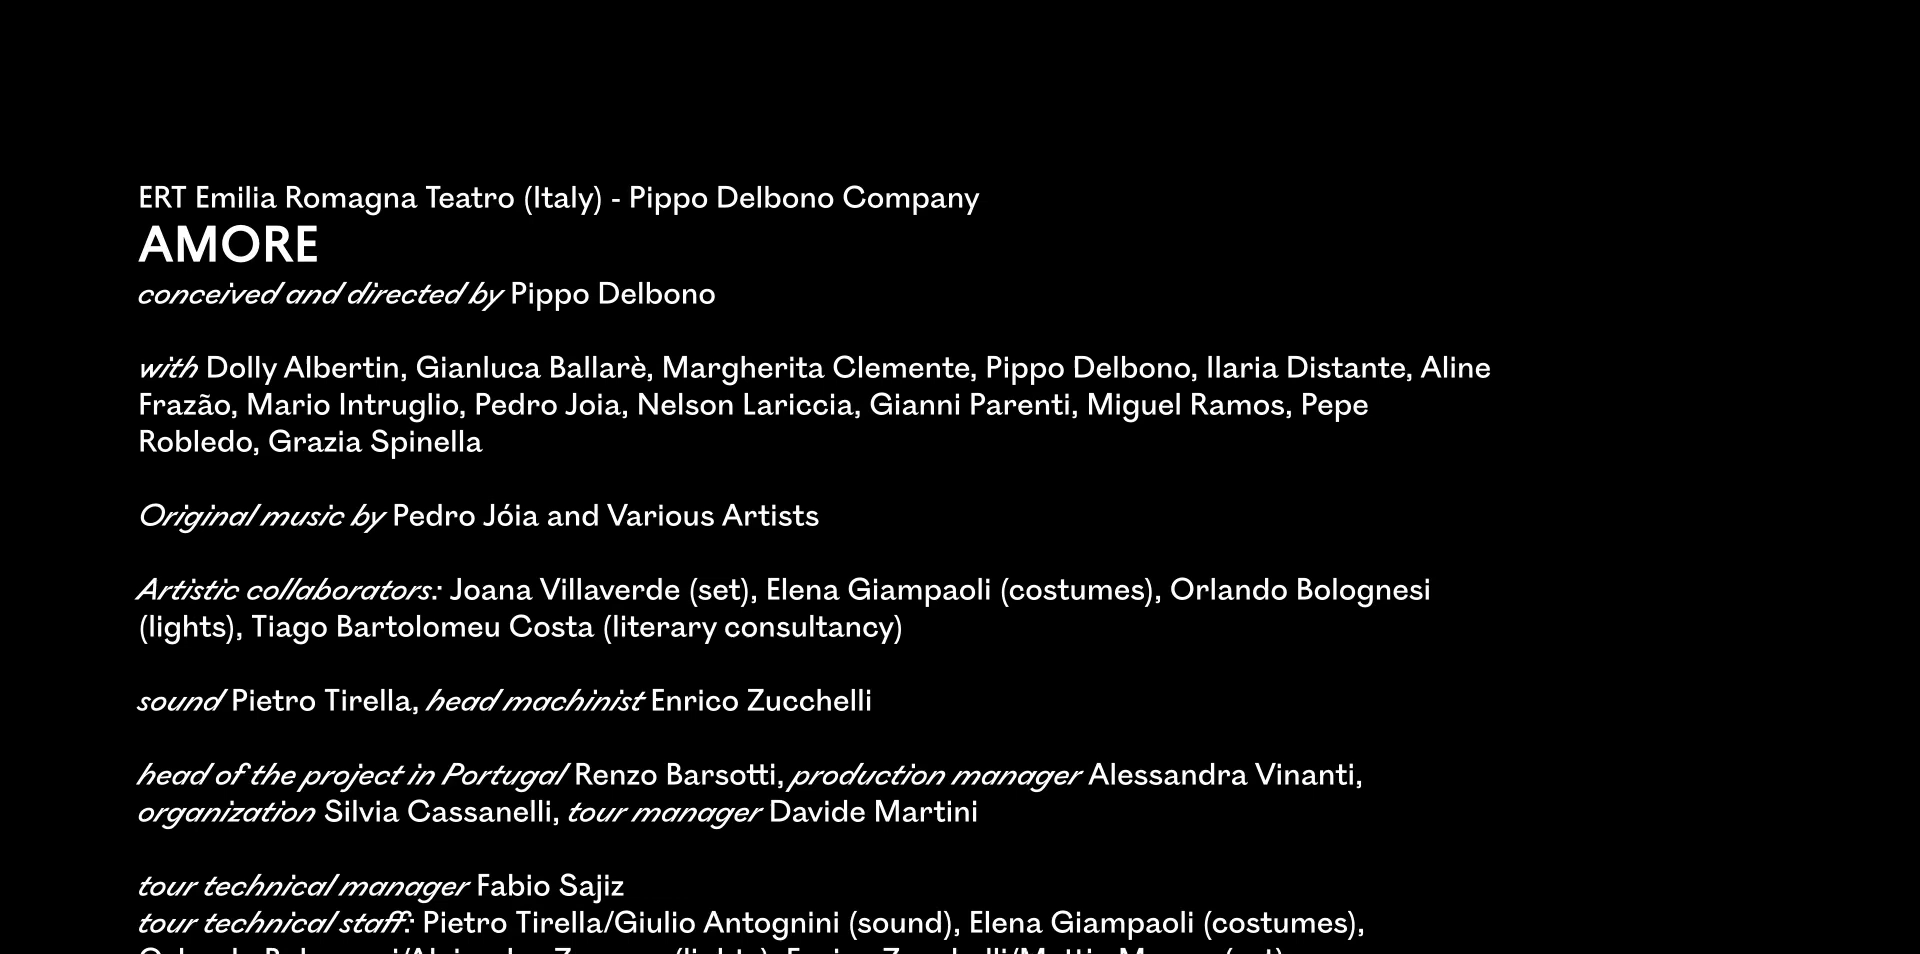 ERT Emilia Romagna Teatro (Italy) - Pippo Delbono Company
AMORE
conceived and directed by Pippo Delbono
with Dolly Albertin, Gianluca Ballarè, Margherita Clemente, Pippo Delbono, Ilaria Distante, Aline
Frazão, Mario Intruglio, Pedro Joia, Nelson Lariccia, Gianni Parenti, Miguel Ramos, Pepe
Robledo, Grazia Spinella
Original music by Pedro Jóia and Various Artists
Artistic collaborators: Joana Villaverde (set), Elena Giampaoli (costumes), Orlando Bolognesi
(lights), Tiago Bartolomeu Costa (literary consultancy)
sound Pietro Tirella, head machinist Enrico Zucchelli
head of the project in Portugal Renzo Barsotti, production manager Alessandra Vinanti,
organization Silvia Cassanelli, tour manager Davide Martini
tour technical manager Fabio Sajiz
tour technical staff: Pietro Tirella/Giulio Antognini (sound), Elena Giampaoli (costumes),